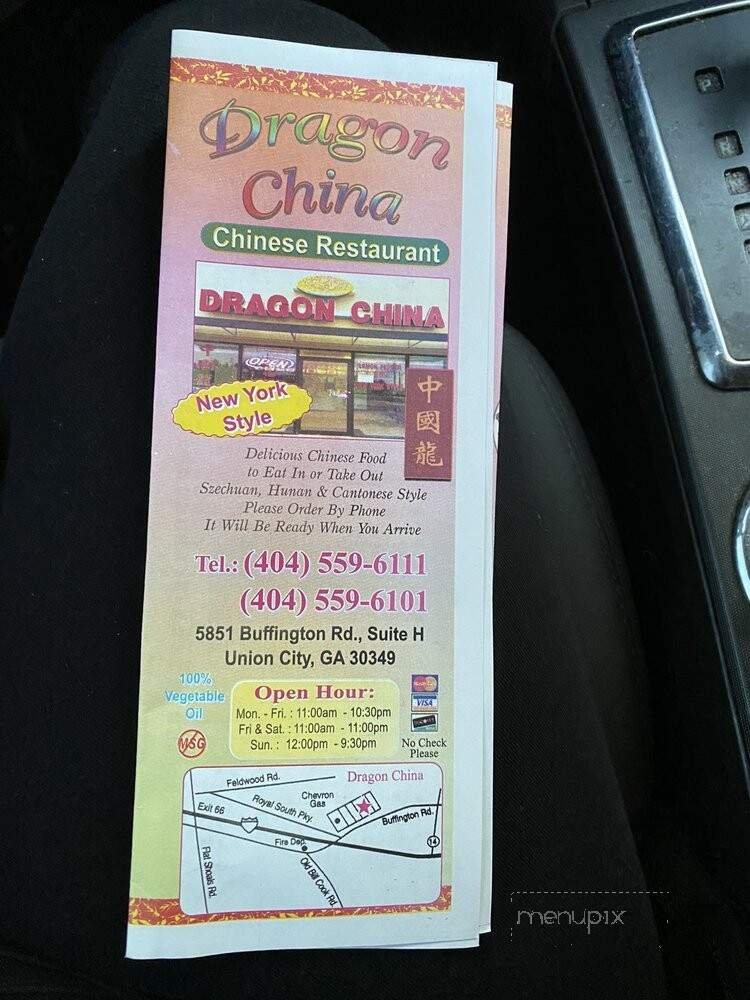 Dragon
China
Chinese Restaurant
DRAGON CHINA
OPEN
New York
Style
中
國
龍
Delicious Chinese Food
to Eat In or Take Out
Szechuan, Hunan & Cantonese Style
Please Order By Phone
It Will Be Ready When You Arrive
Tel.: (404) 559-6111
(404) 559-6101
5851 Buffington Rd., Suite H
Union City, GA 30349
100%
Vegetable
Oil
MSG
Open Hour:
Mon. - Fri. : 11:00am - 10:30pm
Fri & Sat. : 11:00am - 11:00pm
Sun. : 12:00pm - 9:30pm
MasterCard
VISA
DISCOVER
No Check
Please
Dragon China
Feldwood Rd.
Chevron
Gas
Royal South Pky.
Exit 66
Buffington Rd.
Fire Dep.
14
Flat Shoals Rd.
Old Bill Cook Rd.
P
menupix